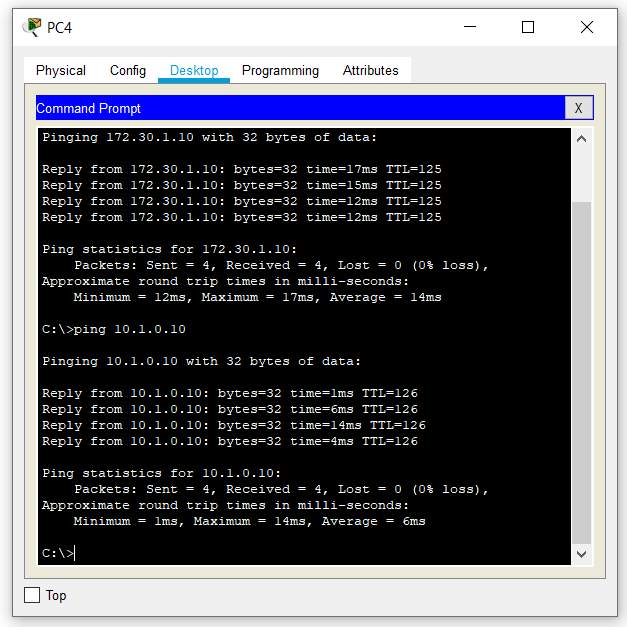 PC4
Physical Config Desktop Programming Attributes
Command Prompt X
Pinging 172.30.1.10 with 32 bytes of data:
Reply from 172.30.1.10: bytes=32 time=17ms TTL=125
Reply from 172.30.1.10: bytes=32 time=15ms TTL=125
Reply from 172.30.1.10: bytes=32 time=12ms TTL=125
Reply from 172.30.1.10: bytes=32 time=12ms TTL=125
Ping statistics for 172.30.1.10:
    Packets: Sent = 4, Received = 4, Lost = 0 (0% loss),
Approximate round trip times in milli-seconds:
    Minimum = 12ms, Maximum = 17ms, Average = 14ms
C:\>ping 10.1.0.10
Pinging 10.1.0.10 with 32 bytes of data:
Reply from 10.1.0.10: bytes=32 time=1ms TTL=126
Reply from 10.1.0.10: bytes=32 time=6ms TTL=126
Reply from 10.1.0.10: bytes=32 time=14ms TTL=126
Reply from 10.1.0.10: bytes=32 time=4ms TTL=126
Ping statistics for 10.1.0.10:
    Packets: Sent = 4, Received = 4, Lost = 0 (0% loss),
Approximate round trip times in milli-seconds:
    Minimum = 1ms, Maximum = 14ms, Average = 6ms
C:\>
Top